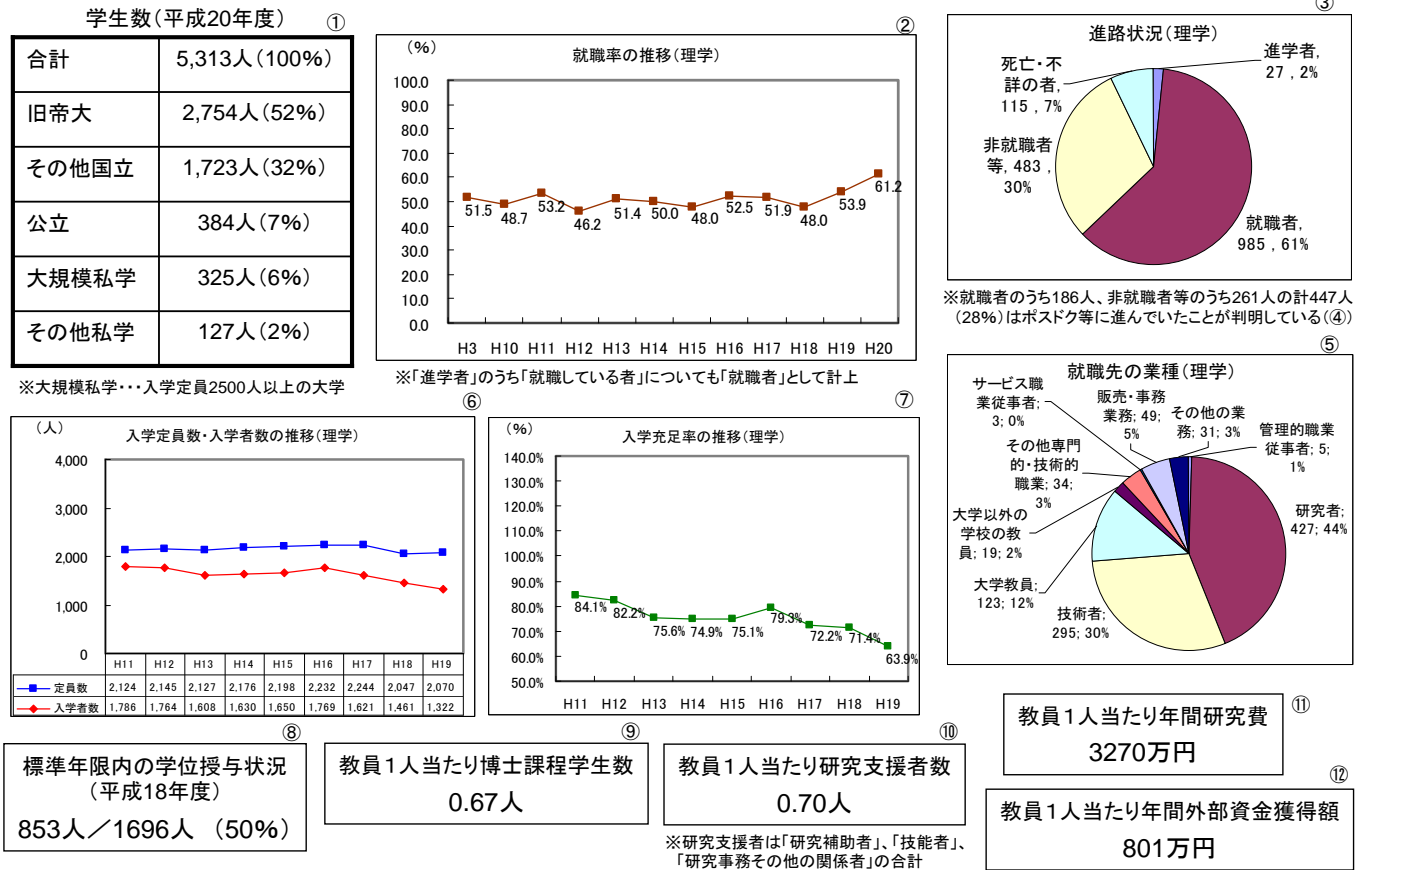 学生数（平成20年度）
①
合計 5,313人（100%）
旧帝大 2,754人（52%）
その他国立 1,723人（32%）
公立 384人（7%）
大規模私学 325人（6%）
その他私学 127人（2%）
※大規模私学・・・入学定員2500人以上の大学
②
（%）
就職率の推移（理学）
100.0
90.0
80.0
70.0
60.0
50.0
40.0
30.0
20.0
10.0
0.0
51.5 48.7 53.2 46.2 51.4 50.0 48.0 52.5 51.9 48.0 53.9 61.2
H3 H10 H11 H12 H13 H14 H15 H16 H17 H18 H19 H20
※「進学者」のうち「就職している者」についても「就職者」として計上
③
進路状況（理学）
進学者,
27 , 2%
死亡・不
詳の者,
115 , 7%
非就職者
等, 483 ,
30%
就職者,
985 , 61%
※就職者のうち186人、非就職者等のうち261人の計447人
（28%）はポスドク等に進んでいたことが判明している（④）
⑤
就職先の業種（理学）
サービス職
業従事者;
3; 0%
販売・事務
業務; 49;
5%
その他の業
務; 31; 3%
管理的職業
従事者; 5;
1%
その他専門
的・技術的
職業; 34;
3%
大学以外の
学校の教
員; 19; 2%
大学教員;
123; 12%
技術者;
295; 30%
研究者;
427; 44%
⑥
（人）
入学定員数・入学者数の推移（理学）
4,000
3,000
2,000
1,000
0
H11 H12 H13 H14 H15 H16 H17 H18 H19
定員数 2,124 2,145 2,127 2,176 2,198 2,232 2,244 2,047 2,070
入学者数 1,786 1,764 1,608 1,630 1,650 1,769 1,621 1,461 1,322
⑦
（%）
入学充足率の推移（理学）
140.0%
130.0%
120.0%
110.0%
100.0%
90.0%
80.0%
70.0%
60.0%
50.0%
84.1% 82.2% 75.6% 74.9% 75.1% 79.3% 72.2% 71.4% 63.9%
H11 H12 H13 H14 H15 H16 H17 H18 H19
⑧
標準年限内の学位授与状況
（平成18年度）
853人／1696人 （50%）
⑨
教員１人当たり博士課程学生数
0.67人
⑩
教員１人当たり研究支援者数
0.70人
※研究支援者は「研究補助者」、「技能者」、
「研究事務その他の関係者」の合計
⑪
教員１人当たり年間研究費
3270万円
⑫
教員１人当たり年間外部資金獲得額
801万円